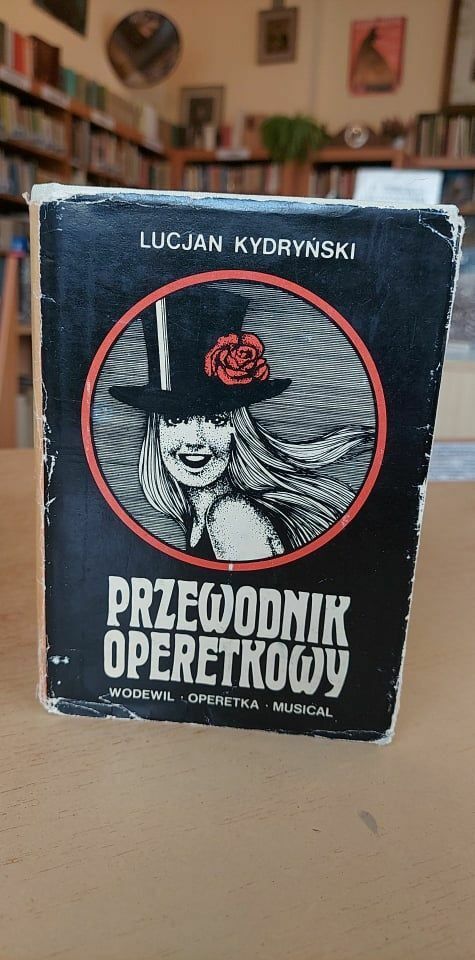 LUCJAN KYDRYŃSKI
PRZEWODNIK
OPERETKOWY
WODEWIL · OPERETKA · MUSICAL